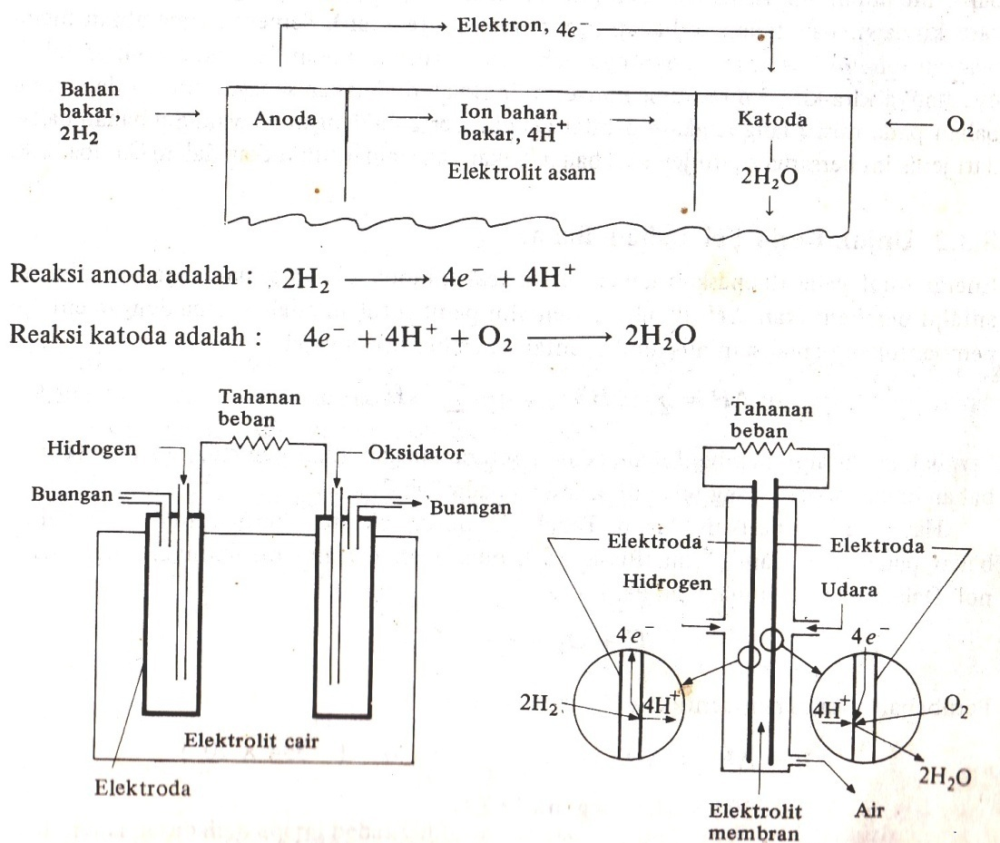 Elektron, 4e⁻
Bahan
bakar,
2H₂
Anoda
Ion bahan
bakar, 4H⁺
Elektrolit asam
Katoda
2H₂O
O₂
Reaksi anoda adalah : 2H₂ ⟶ 4e⁻ + 4H⁺
Reaksi katoda adalah : 4e⁻ + 4H⁺ + O₂ ⟶ 2H₂O
Tahanan
beban
Hidrogen
Oksidator
Buangan
Buangan
Elektrolit cair
Elektroda
Tahanan
beban
Elektroda
Elektroda
Hidrogen
Udara
4e⁻
4e⁻
2H₂
4H⁺
4H⁺
O₂
2H₂O
Elektrolit
membran
Air